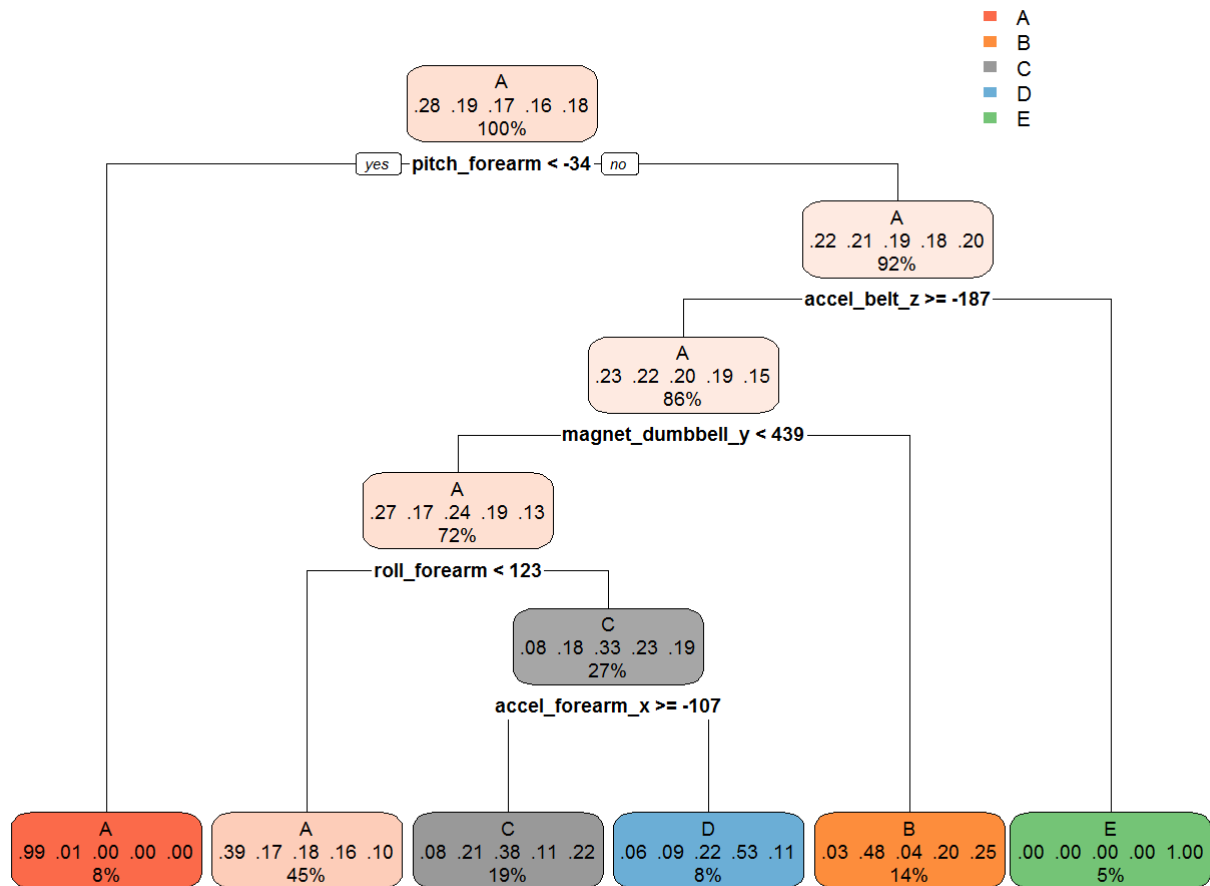 A
B
C
D
E
A
.28 .19 .17 .16 .18
100%
yes pitch_forearm < -34 no
A
.22 .21 .19 .18 .20
92%
accel_belt_z >= -187
A
.23 .22 .20 .19 .15
86%
magnet_dumbbell_y < 439
A
.27 .17 .24 .19 .13
72%
roll_forearm < 123
C
.08 .18 .33 .23 .19
27%
accel_forearm_x >= -107
A
.99 .01 .00 .00 .00
8%
A
.39 .17 .18 .16 .10
45%
C
.08 .21 .38 .11 .22
19%
D
.06 .09 .22 .53 .11
8%
B
.03 .48 .04 .20 .25
14%
E
.00 .00 .00 .00 1.00
5%